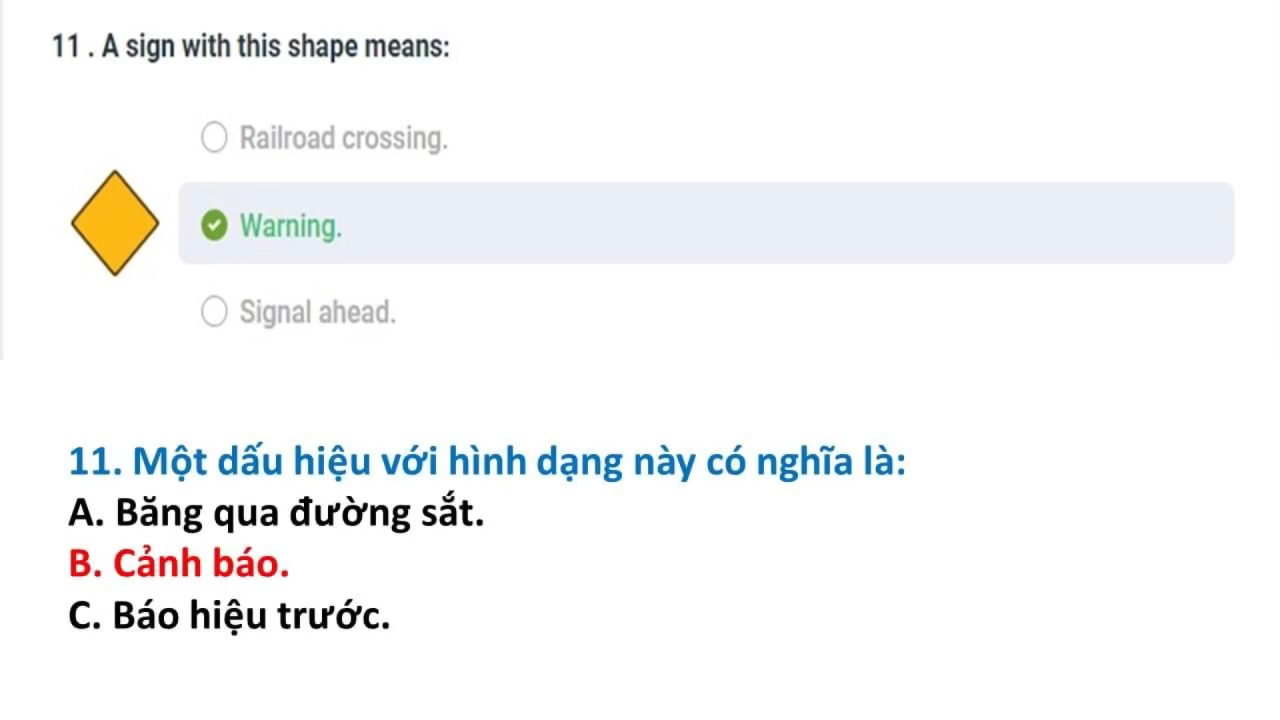 11 . A sign with this shape means:
Railroad crossing.
Warning.
Signal ahead.
11. Một dấu hiệu với hình dạng này có nghĩa là:
A. Băng qua đường sắt.
B. Cảnh báo.
C. Báo hiệu trước.